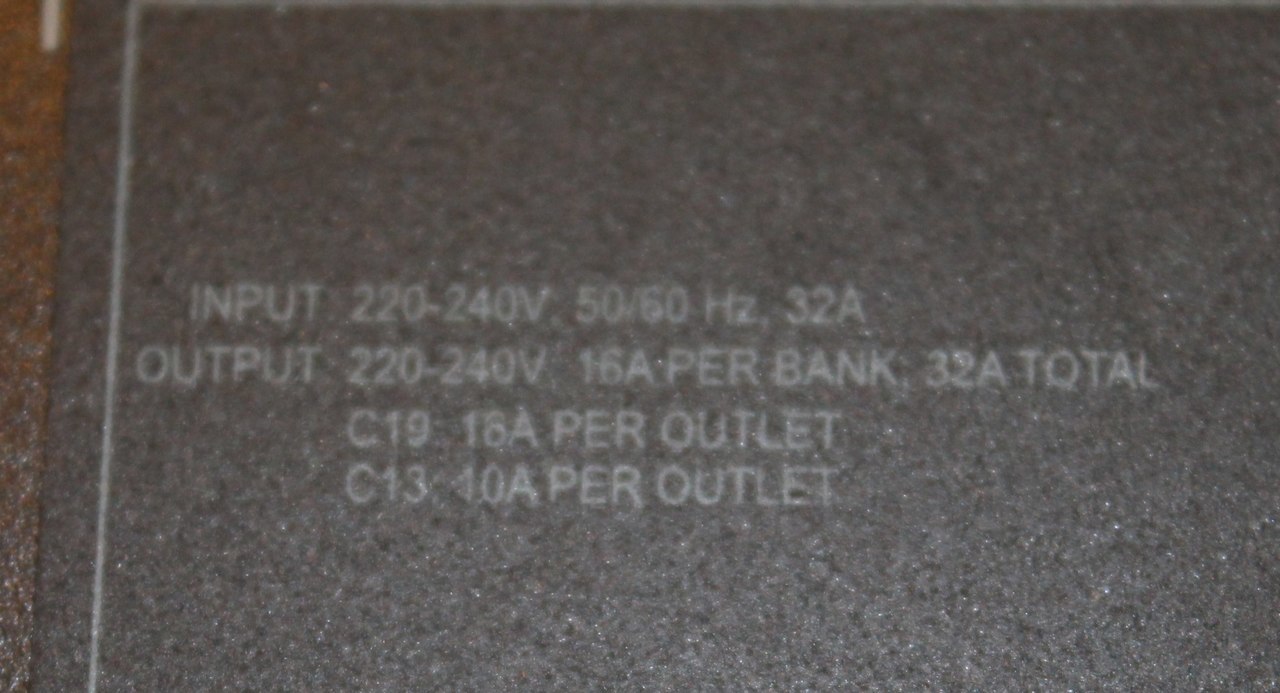 INPUT 220-240V, 50/60 Hz, 32A
OUTPUT 220-240V, 16A PER BANK, 32A TOTAL
C19: 16A PER OUTLET
C13: 10A PER OUTLET